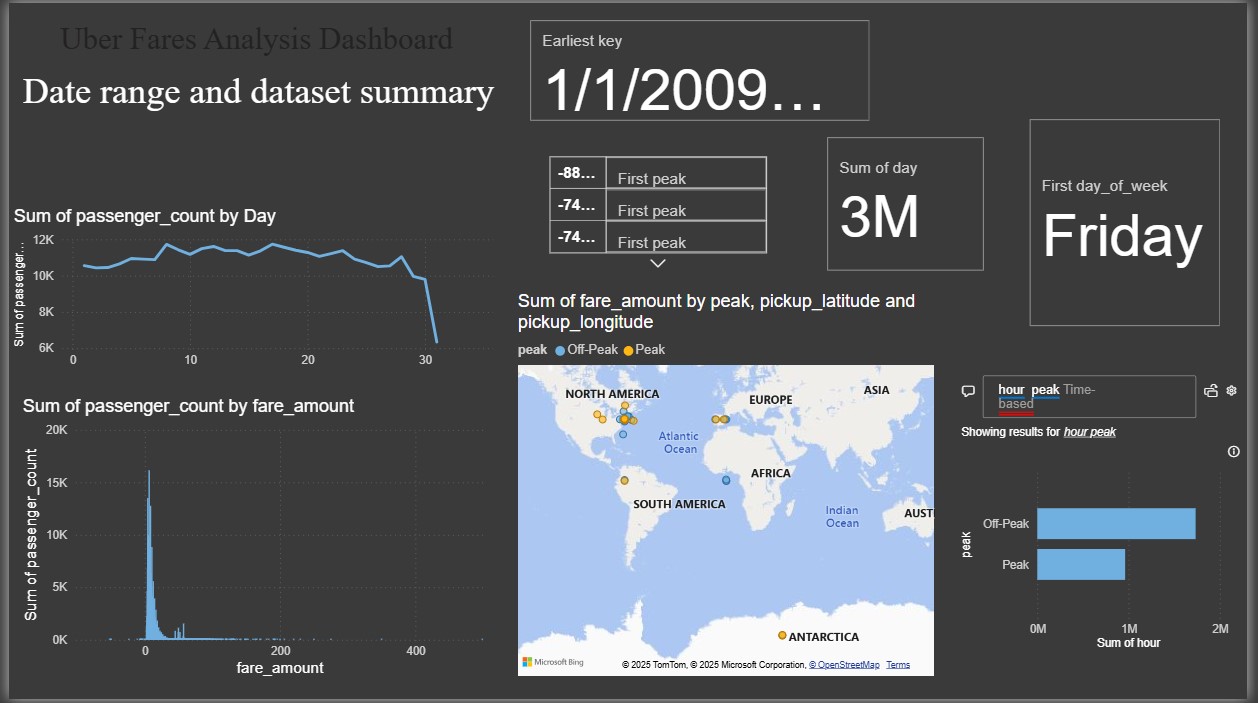 Uber Fares Analysis Dashboard
Date range and dataset summary
Earliest key
1/1/2009…
-88... First peak
-74... First peak
-74... First peak
Sum of day
3M
First day_of_week
Friday
Sum of passenger_count by Day
Sum of passenger...
12K
10K
8K
6K
0 10 20 30
Sum of passenger_count by fare_amount
Sum of passenger_count
20K
15K
10K
5K
0K
0 200 400
fare_amount
Sum of fare_amount by peak, pickup_latitude and
pickup_longitude
peak Off-Peak Peak
NORTH AMERICA
EUROPE
ASIA
Atlantic
Ocean
AFRICA
SOUTH AMERICA
Indian
Ocean
AUST
ANTARCTICA
Microsoft Bing
© 2025 TomTom, © 2025 Microsoft Corporation, © OpenStreetMap Terms
hour peak Time-
based
Showing results for hour peak
peak
Off-Peak
Peak
0M 1M 2M
Sum of hour